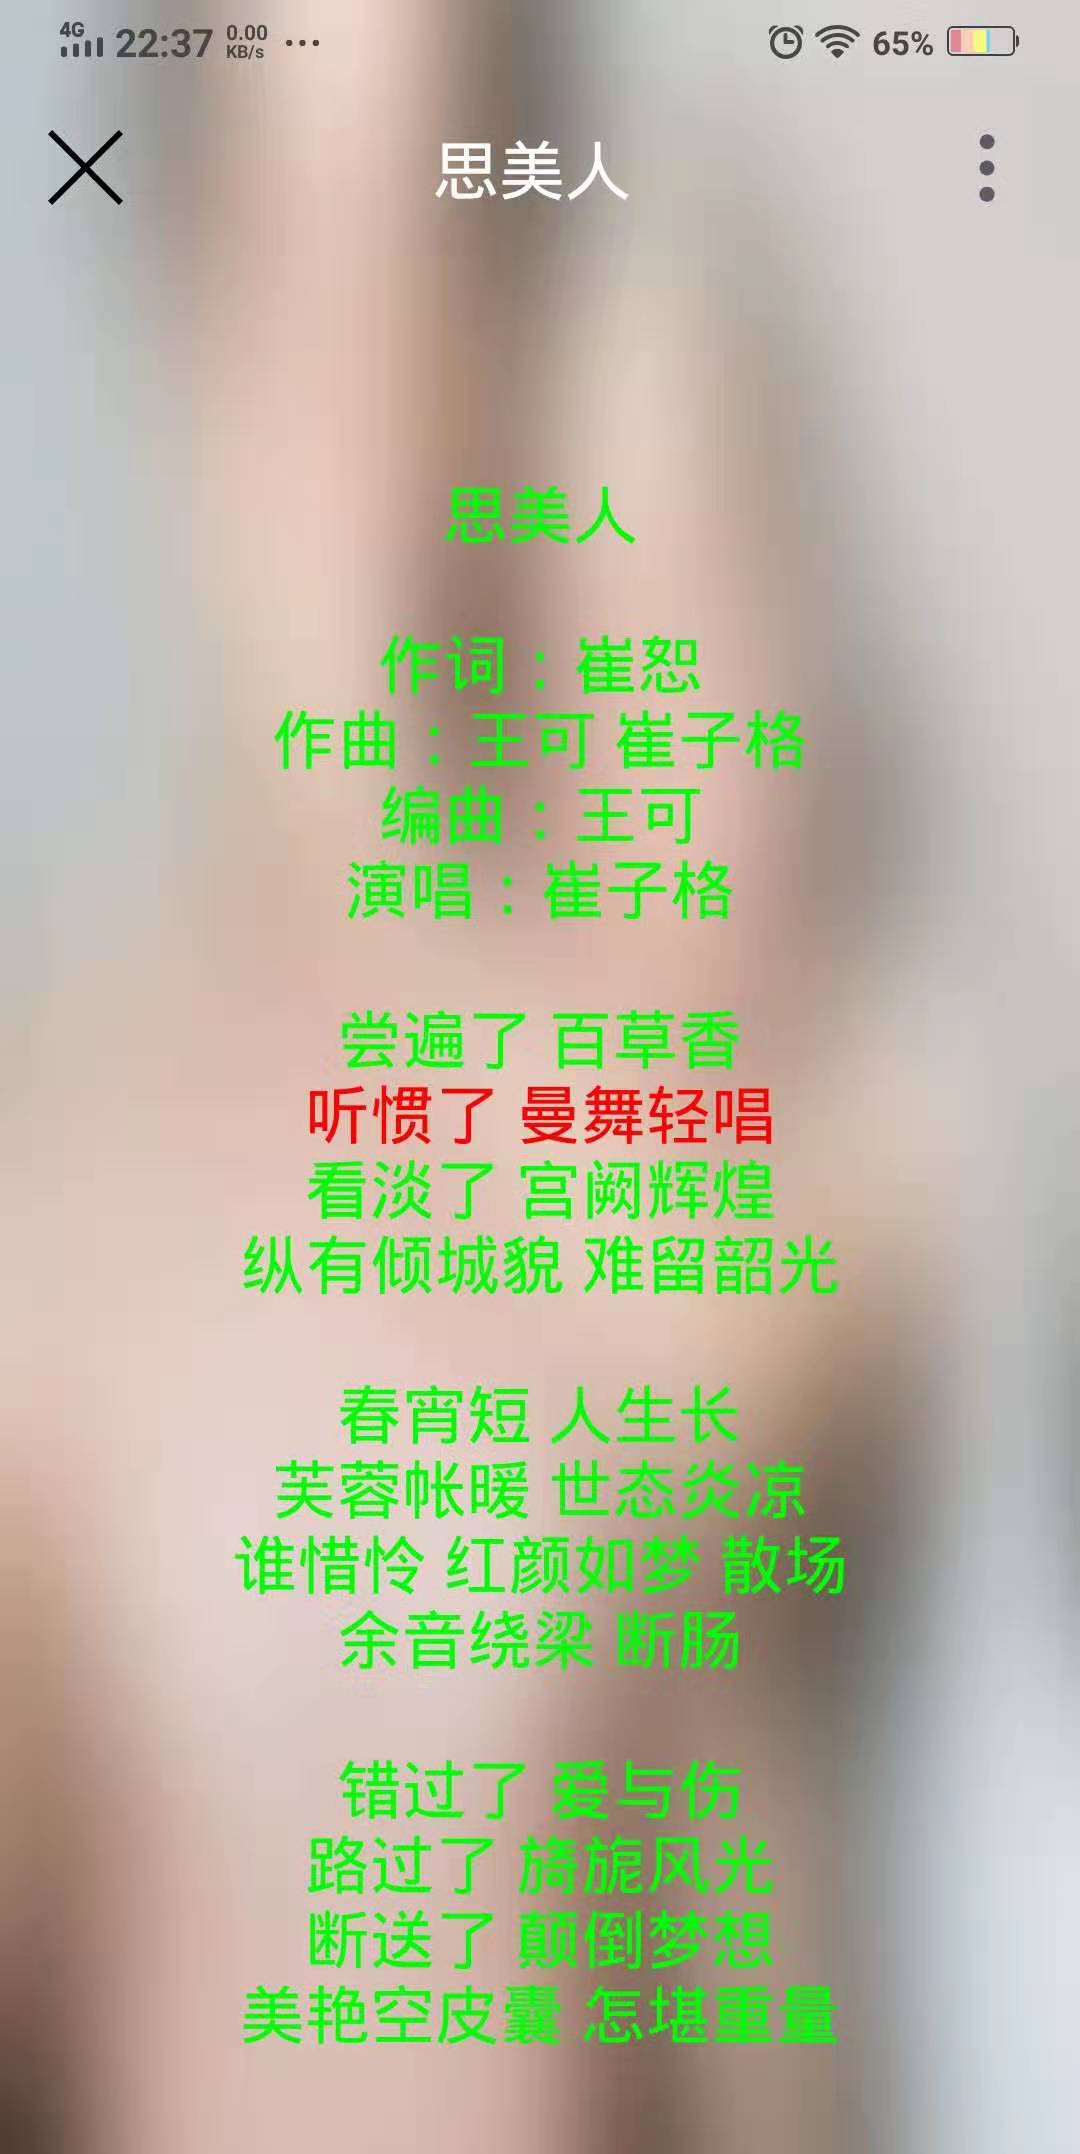 4G 22:37 0.00 KB/s ... 65%
思美人
思美人
作词：崔恕
作曲：王可 崔子格
编曲：王可
演唱：崔子格
尝遍了 百草香
听惯了 曼舞轻唱
看淡了 宫阙辉煌
纵有倾城貌 难留韶光
春宵短 人生长
芙蓉帐暖 世态炎凉
谁惜怜 红颜如梦 散场
余音绕梁 断肠
错过了 爱与伤
路过了 旖旎风光
断送了 颠倒梦想
美艳空皮囊 怎堪重量